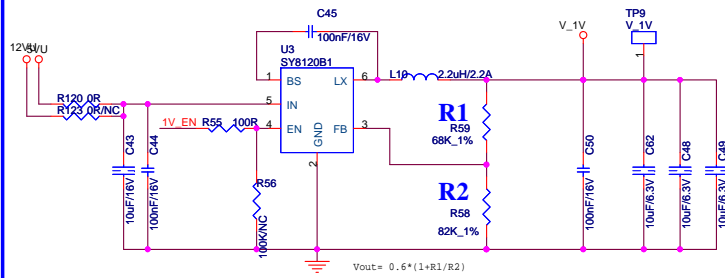 C45
100nF/16V
V_1V
TP9
V_1V
1
12VU
5VU
U3
SY8120B1
1
BS
LX
6
L10
2.2uH/2.2A
R120 0R
R123 0R/NC
5
IN
1V_EN
R55
100R
4
EN
FB
3
GND
2
R1
R59
68K_1%
R2
R58
82K_1%
R56
100K/NC
C43
10uF/16V
C44
100nF/16V
C50
100nF/16V
C62
10uF/6.3V
C48
10uF/6.3V
C49
10uF/6.3V
Vout= 0.6*(1+R1/R2)